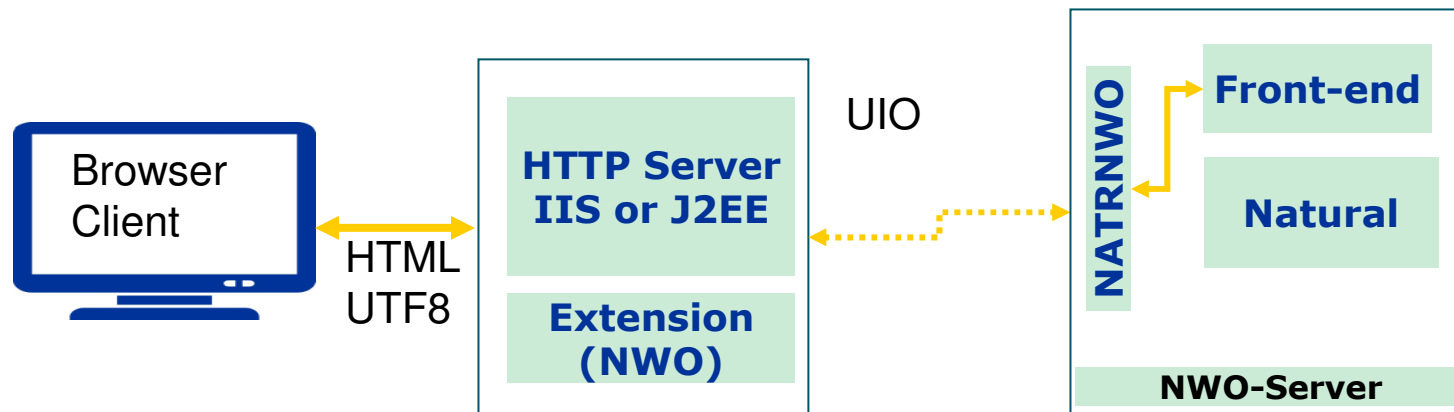 Browser
Client
HTML
UTF8
HTTP Server
IIS or J2EE
Extension
(NWO)
UIO
NATRNWO
Front-end
Natural
NWO-Server